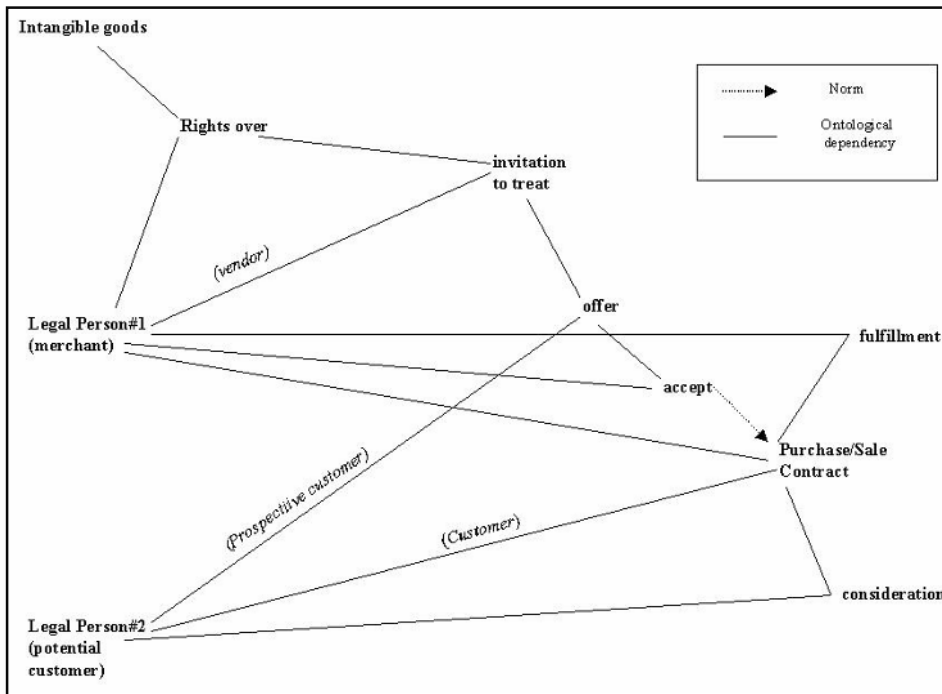 Intangible goods
Norm
Ontological
dependency
Rights over
invitation
to treat
(vendor)
offer
Legal Person#1
(merchant)
fulfillment
accept
Purchase/Sale
Contract
(Prospectiive customer)
(Customer)
consideration
Legal Person#2
(potential
customer)